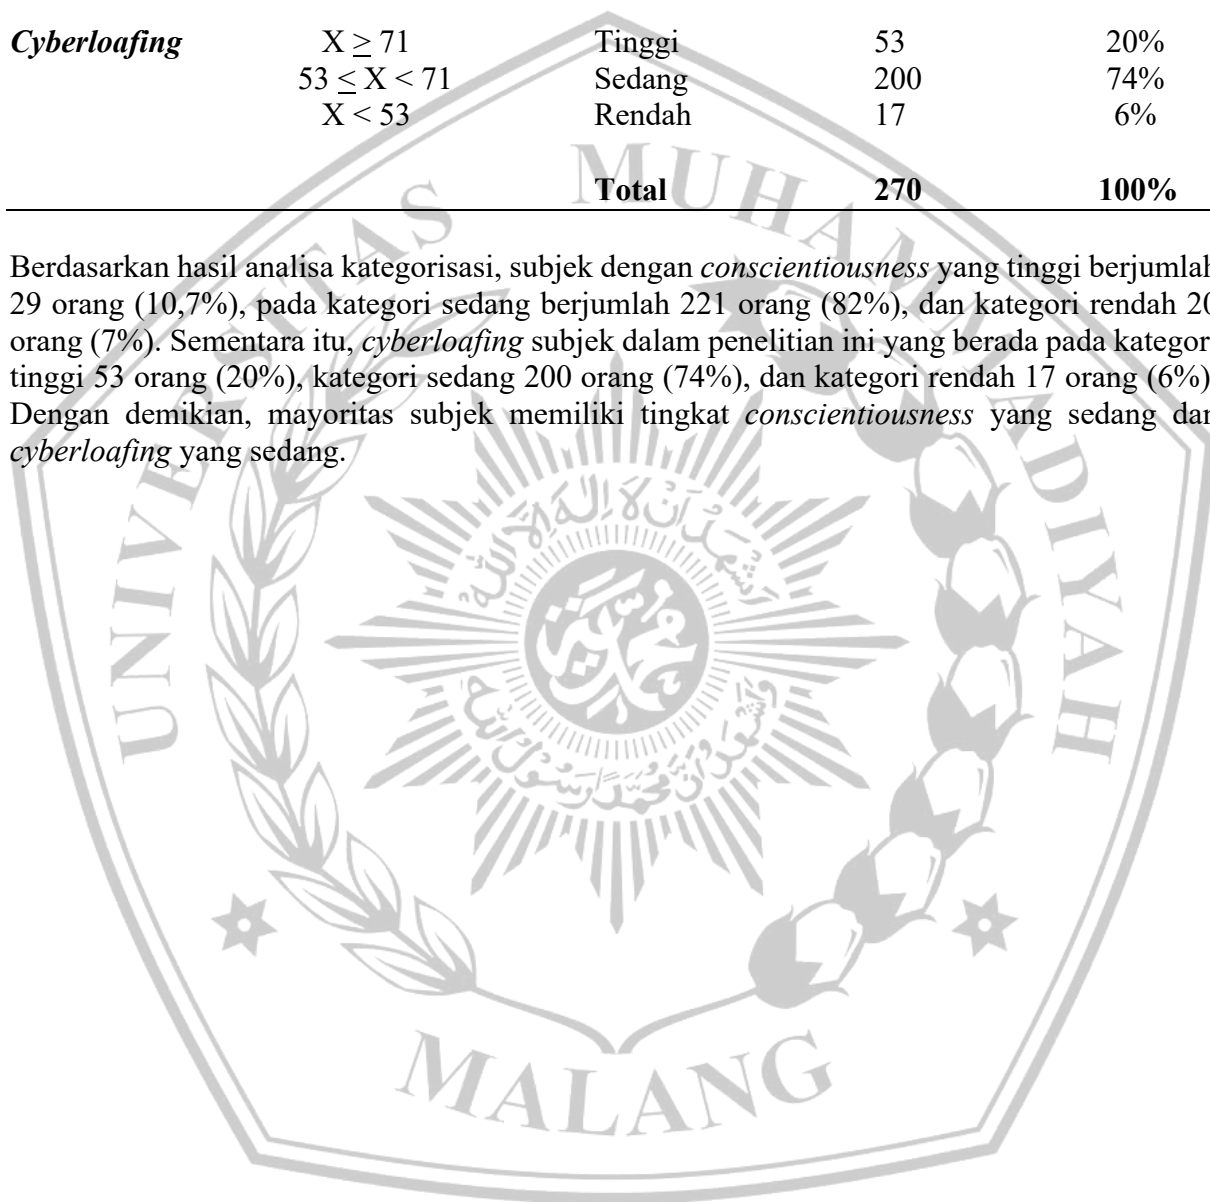 Cyberloafing X ≥ 71 Tinggi 53 20%
53 ≤ X < 71 Sedang 200 74%
X < 53 Rendah 17 6%
Total 270 100%
Berdasarkan hasil analisa kategorisasi, subjek dengan conscientiousness yang tinggi berjumlah
29 orang (10,7%), pada kategori sedang berjumlah 221 orang (82%), dan kategori rendah 20
orang (7%). Sementara itu, cyberloafing subjek dalam penelitian ini yang berada pada kategor
tinggi 53 orang (20%), kategori sedang 200 orang (74%), dan kategori rendah 17 orang (6%)
Dengan demikian, mayoritas subjek memiliki tingkat conscientiousness yang sedang dan
cyberloafing yang sedang.
UNIVERSITAS MUHAMMADIYAH
MALANG